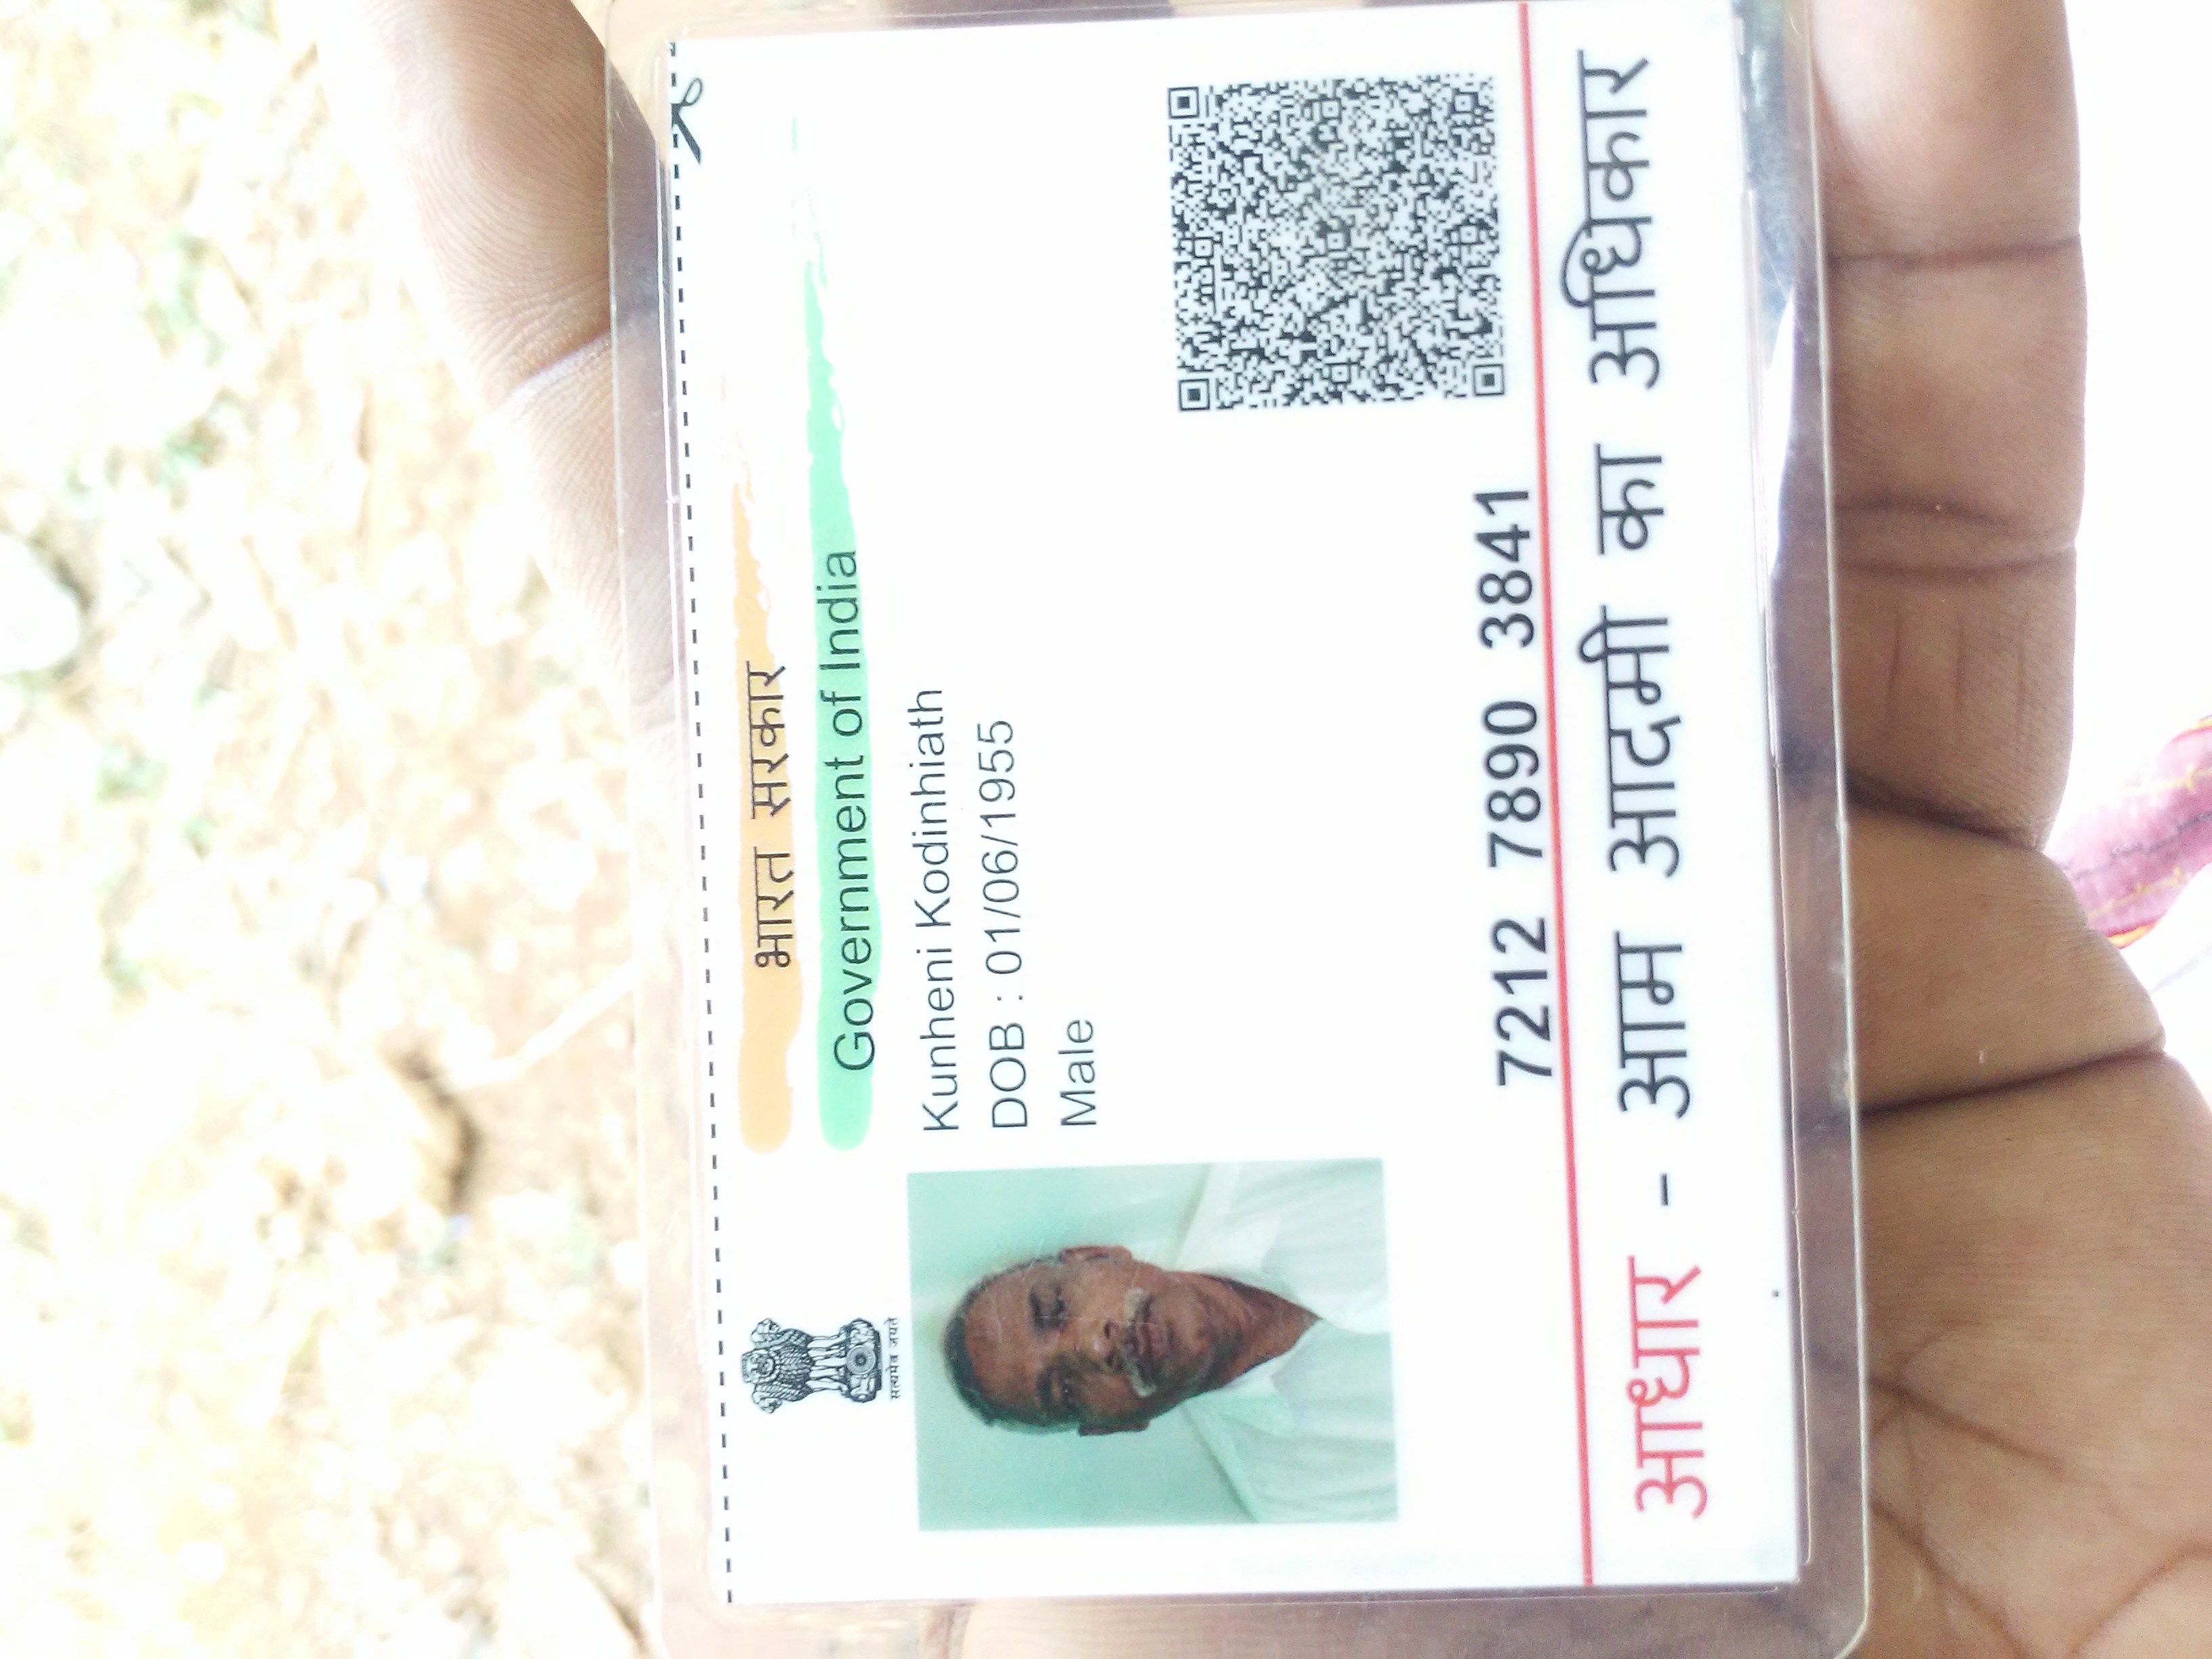 भारत सरकार
Government of India
सत्यमेव जयते
Kunheni Kodinhiath
DOB : 01/06/1955
Male
7212 7890 3841
आधार - आम आदमी का अधिकार